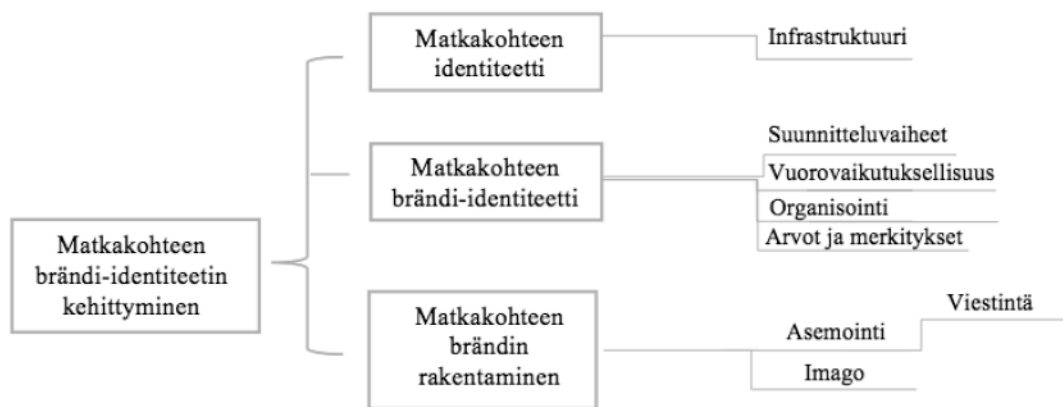 Matkakohteen
identiteetti
Infrastruktuuri
Suunnitteluvaiheet
Matkakohteen
brändi-identiteetti
Vuorovaikutuksellisuus
Organisointi
Arvot ja merkitykset
Matkakohteen
brändi-identiteetin
kehittyminen
Matkakohteen
brändin
rakentaminen
Viestintä
Asemointi
Imago